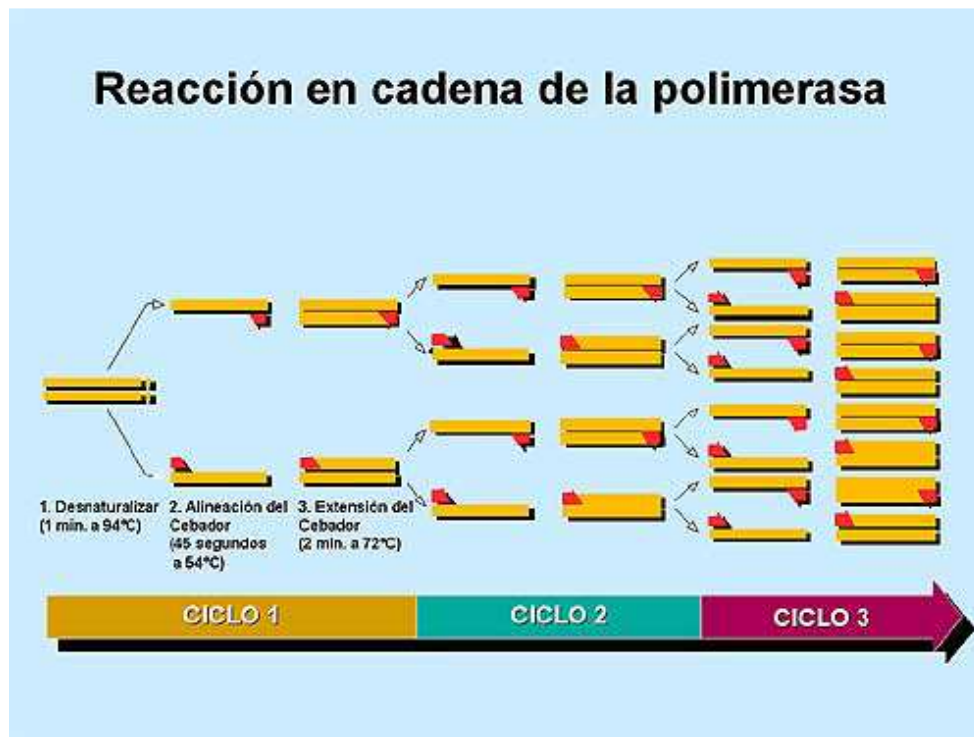 Reacción en cadena de la polimerasa
1. Desnaturalizar
(1 min. a 94°C)
2. Alineación del
Cebador
(45 segundos
a 54°C)
3. Extensión del
Cebador
(2 min. a 72°C)
CICLO 1
CICLO 2
CICLO 3